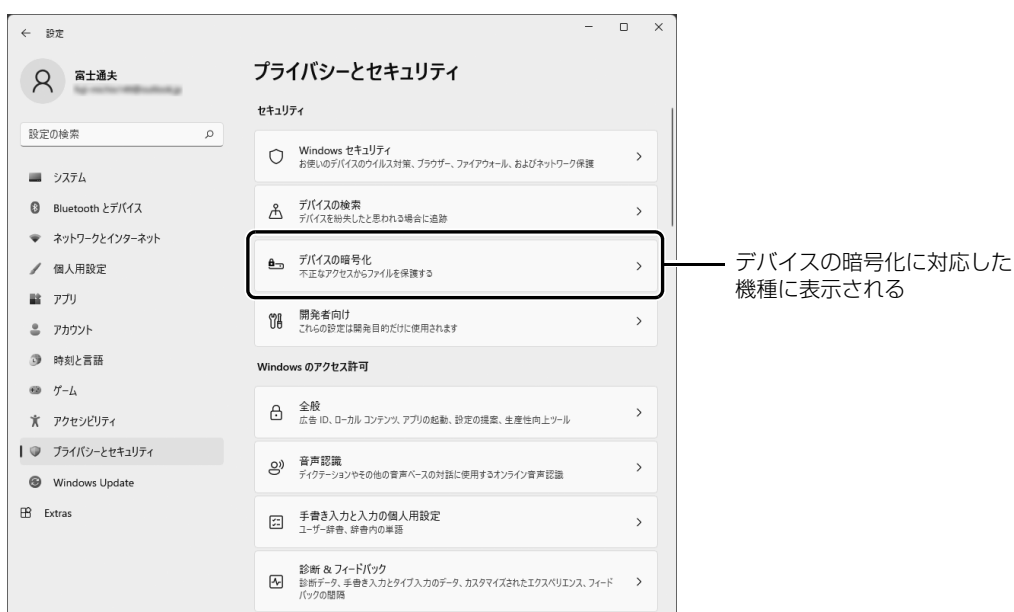 ← 設定
富士通夫
設定の検索
システム
Bluetooth とデバイス
ネットワークとインターネット
個人用設定
アプリ
アカウント
時刻と言語
ゲーム
アクセシビリティ
プライバシーとセキュリティ
Windows Update
Extras
プライバシーとセキュリティ
セキュリティ
Windows セキュリティ
お使いのデバイスのウイルス対策、ブラウザー、ファイアウォール、およびネットワーク保護
デバイスの検索
デバイスを紛失したと思われる場合に追跡
デバイスの暗号化
不正なアクセスからファイルを保護する
開発者向け
これらの設定は開発目的だけに使用されます
Windows のアクセス許可
全般
広告 ID、ローカル コンテンツ、アプリの起動、設定の提案、生産性向上ツール
音声認識
ディクテーションやその他の音声ベースの対話に使用するオンライン音声認識
手書き入力と入力の個人用設定
ユーザー辞書、辞書内の単語
診断 & フィードバック
診断データ、手書き入力とタイプ入力のデータ、カスタマイズされたエクスペリエンス、フィード
バックの間隔
デバイスの暗号化に対応した
機種に表示される